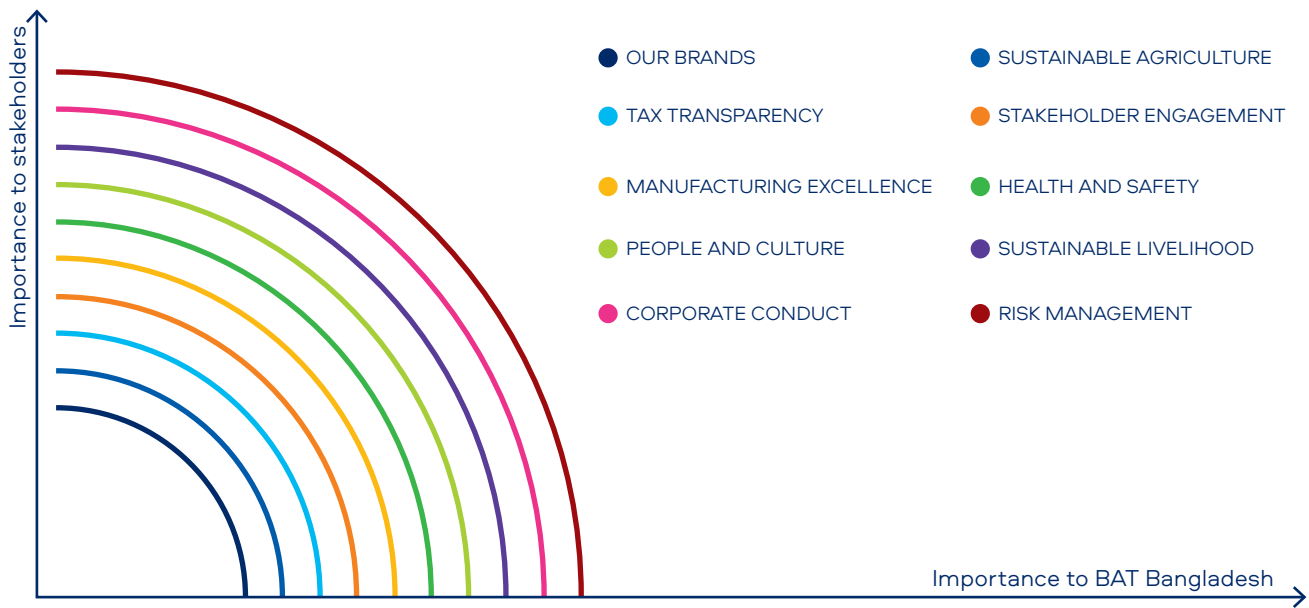 Importance to stakeholders
OUR BRANDS
SUSTAINABLE AGRICULTURE
TAX TRANSPARENCY
STAKEHOLDER ENGAGEMENT
MANUFACTURING EXCELLENCE
HEALTH AND SAFETY
PEOPLE AND CULTURE
SUSTAINABLE LIVELIHOOD
CORPORATE CONDUCT
RISK MANAGEMENT
Importance to BAT Bangladesh